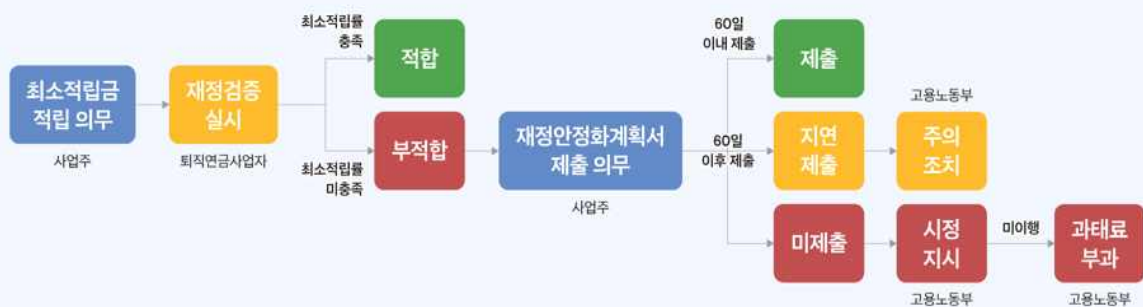 최소적립금
적립 의무
사업주
재정검증
실시
퇴직연금사업자
최소적립률
충족
적합
최소적립률
미충족
부적합
재정안정화계획서
제출 의무
사업주
60일
이내 제출
제출
60일
이후 제출
지연
제출
고용노동부
주의
조치
미제출
시정
지시
고용노동부
미이행
과태료
부과
고용노동부